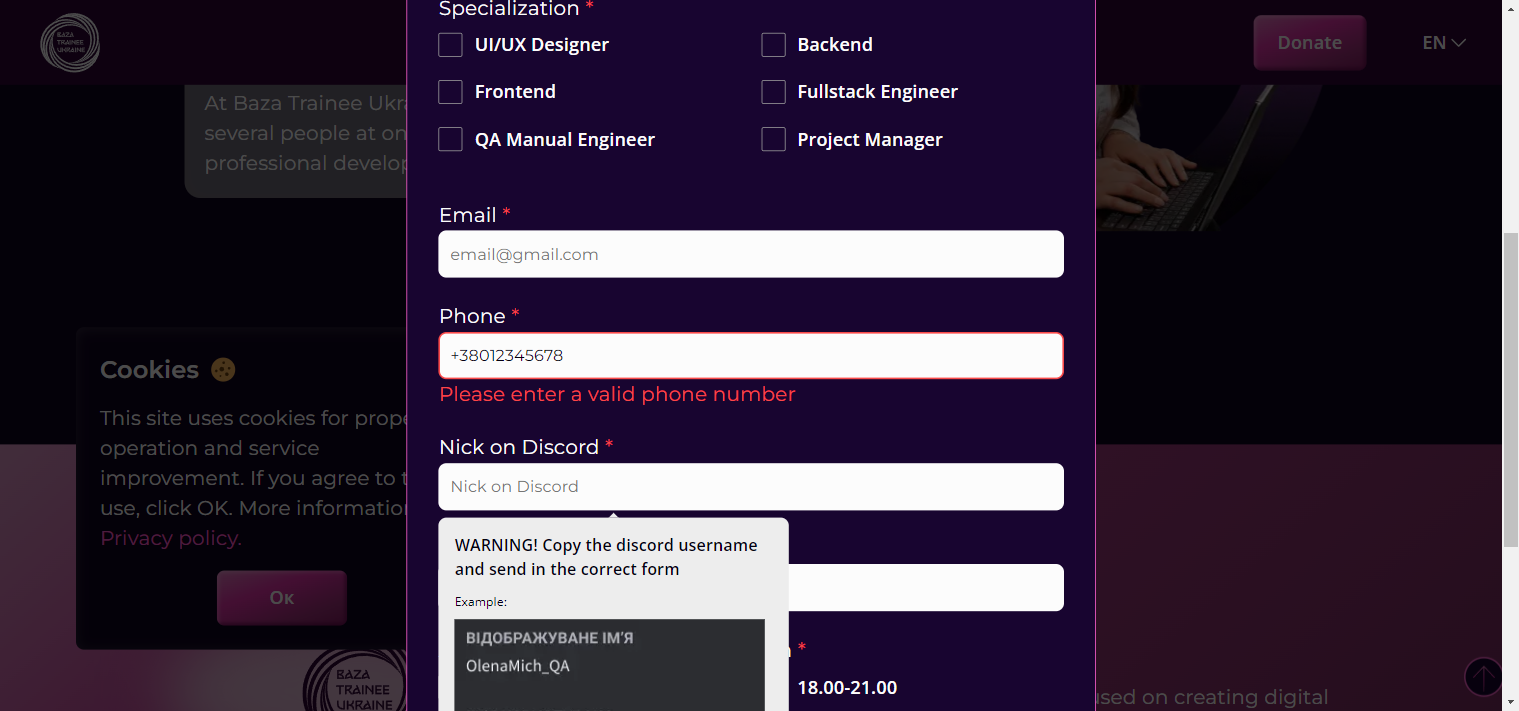 BAZA
TRAINEE
UKRAINE
Donate
EN
At Baza Trainee Ukra
several people at on
professional develop
Specialization *
UI/UX Designer
Backend
Frontend
Fullstack Engineer
QA Manual Engineer
Project Manager
Email *
email@gmail.com
Phone *
+38012345678
Please enter a valid phone number
Nick on Discord *
Nick on Discord
WARNING! Copy the discord username
and send in the correct form
Example:
ВІДОБРАЖУВАНЕ ІМ'Я
OlenaMich_QA
*
18.00-21.00
Cookies
This site uses cookies for prope
operation and service
improvement. If you agree to t
use, click OK. More information
Privacy policy.
Ок
BAZA
TRAINEE
UKRAINE
used on creating digital